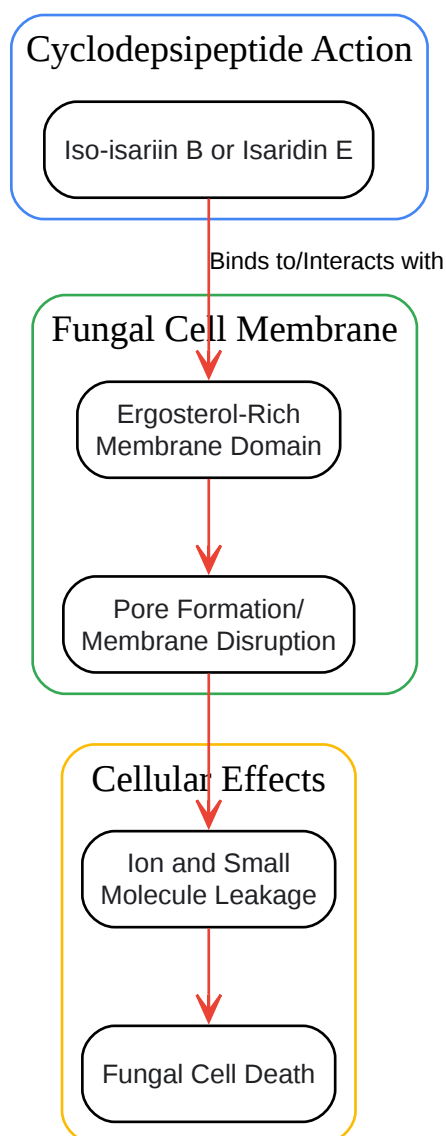 Cyclodepsipeptide Action
Iso-isariin B or Isaridin E
Binds to/Interacts with
Fungal Cell Membrane
Ergosterol-Rich
Membrane Domain
Pore Formation/
Membrane Disruption
Cellular Effects
Ion and Small
Molecule Leakage
Fungal Cell Death